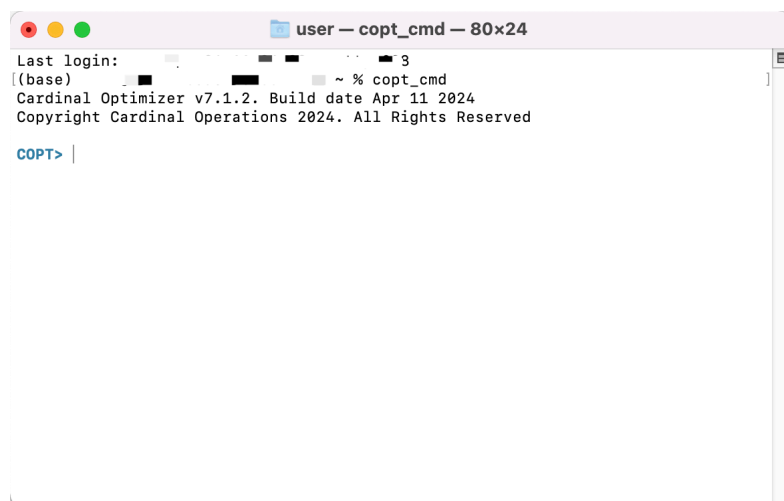 user — copt_cmd — 80×24
Last login: 3
[(base) ~ % copt_cmd ]
Cardinal Optimizer v7.1.2. Build date Apr 11 2024
Copyright Cardinal Operations 2024. All Rights Reserved
COPT>